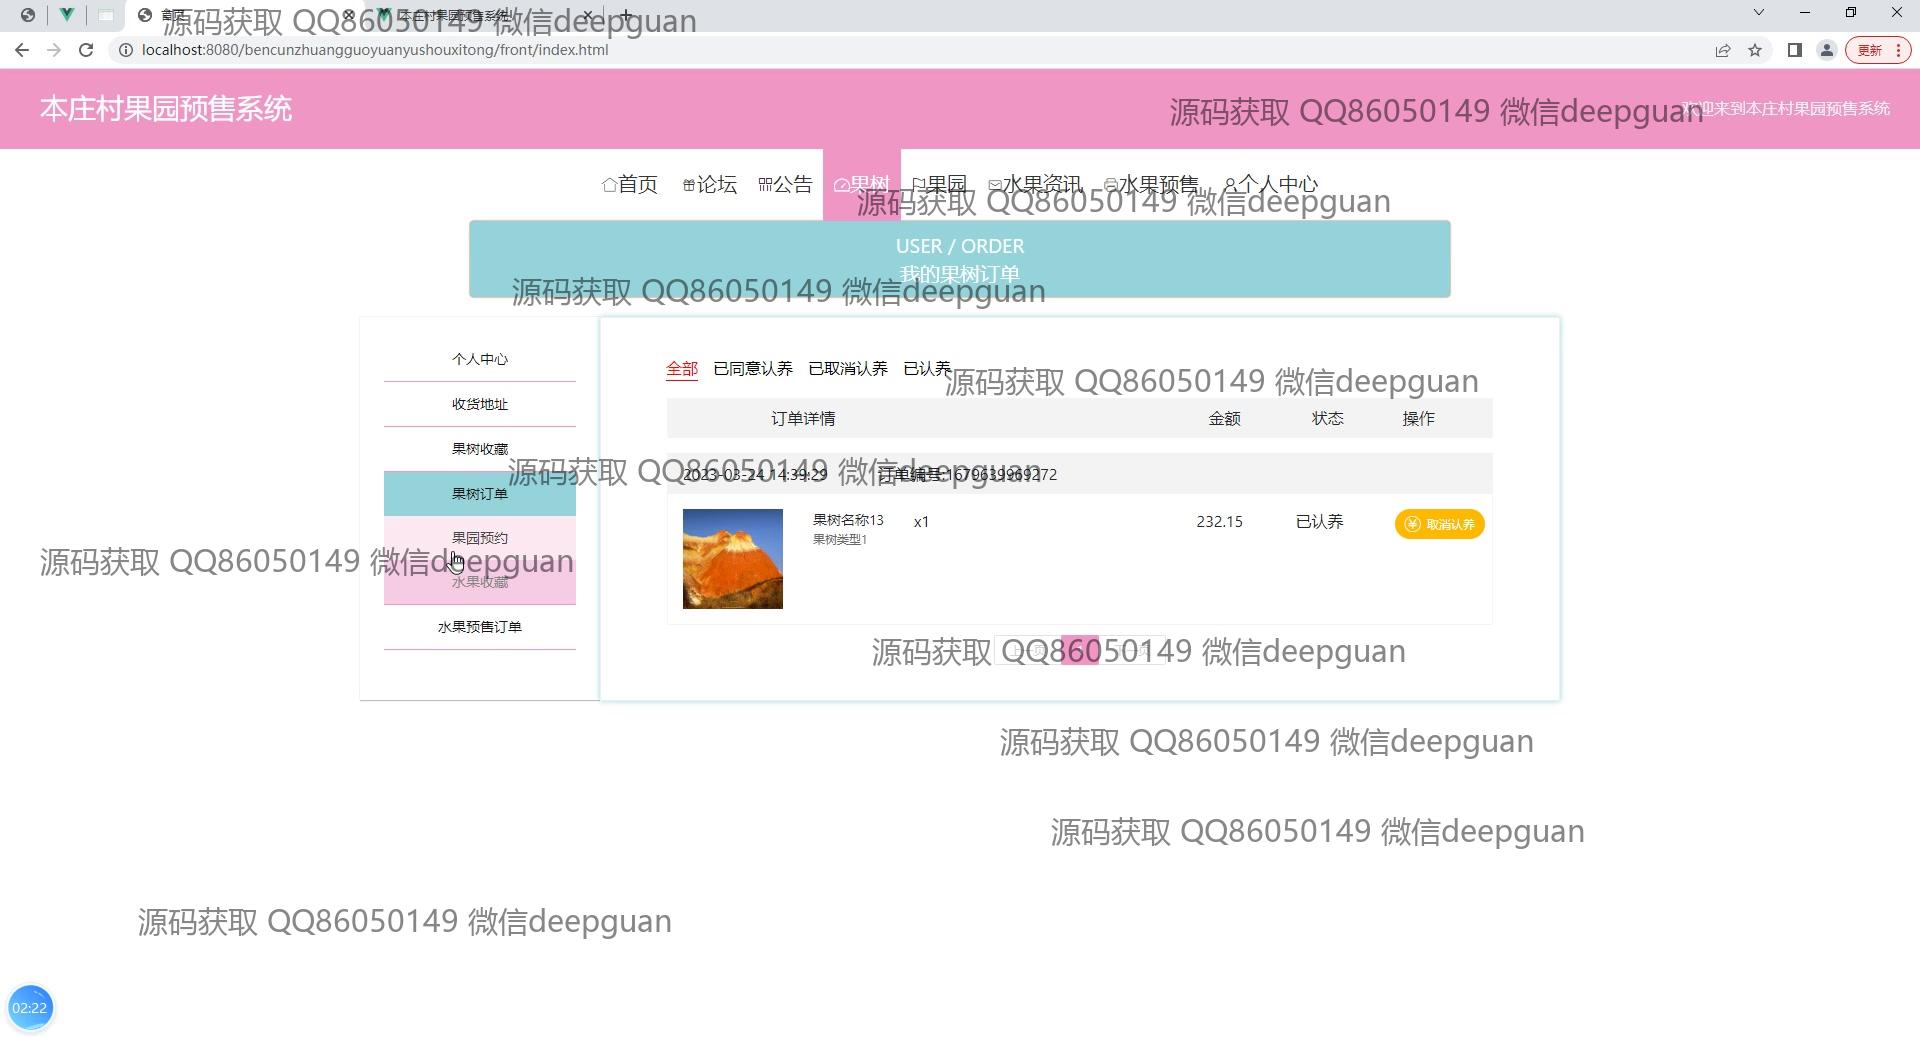 首页
本庄村果园预售系统
源码获取 QQ86050149 微信deepguan
localhost:8080/bencunzhuangguoyuanyushouxitong/front/index.html
更新
本庄村果园预售系统
源码获取 QQ86050149 微信deepguan
欢迎来到本庄村果园预售系统
首页 论坛 公告 果树 果园 水果资讯 水果预售 个人中心
源码获取 QQ86050149 微信deepguan
USER / ORDER
我的果树订单
源码获取 QQ86050149 微信deepguan
个人中心
收货地址
果树收藏
果树订单
果园预约
水果收藏
水果预售订单
全部 已同意认养 已取消认养 已认养
源码获取 QQ86050149 微信deepguan
订单详情 金额 状态 操作
源码获取 QQ86050149 微信deepguan
2023-03-24 14:39:29 订单编号:1679639969272
果树名称13 x1 232.15 已认养 取消认养
果树类型1
源码获取 QQ86050149 微信deepguan
上一页 下一页
源码获取 QQ86050149 微信deepguan
源码获取 QQ86050149 微信deepguan
源码获取 QQ86050149 微信deepguan
源码获取 QQ86050149 微信deepguan
02:22